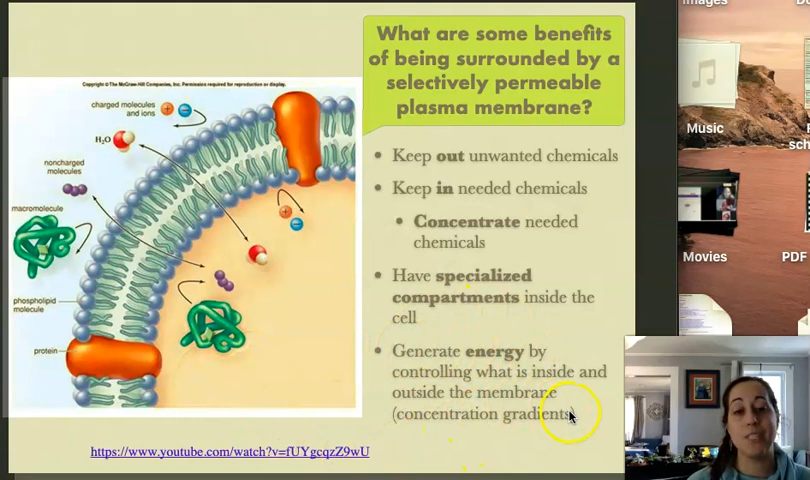 What are some benefits
of being surrounded by a
selectively permeable
plasma membrane?
Copyright © The McGraw-Hill Companies, Inc. Permission required for reproduction or display.
charged molecules
and ions
+
−
H₂O
noncharged
molecules
macromolecule
+
−
phospholipid
molecule
protein
• Keep out unwanted chemicals
• Keep in needed chemicals
• Concentrate needed
chemicals
• Have specialized
compartments inside the
cell
• Generate energy by
controlling what is inside and
outside the membrane
(concentration gradients)
https://www.youtube.com/watch?v=fUYgcqzZ9wU
Images
Music
sch
Movies
PDF